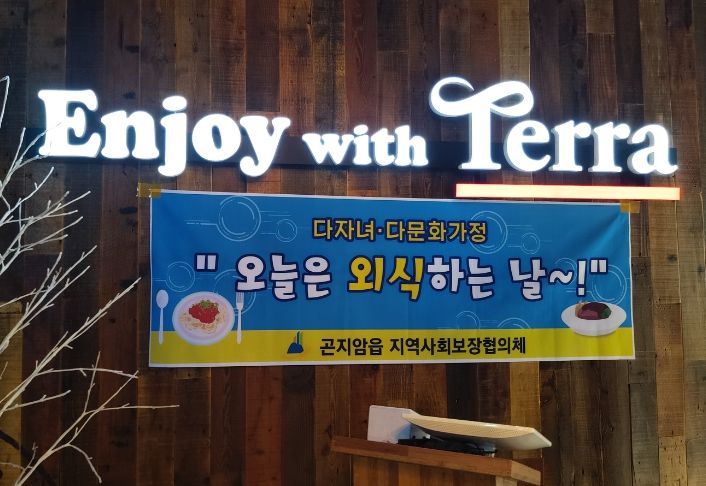 Enjoy with Terra
다자녀·다문화가정
" 오늘은 외식하는 날~!"
곤지암읍 지역사회보장협의체